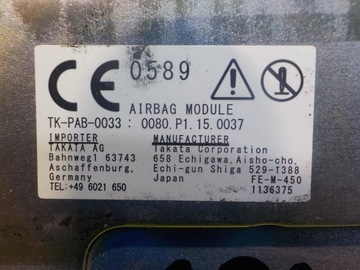 CE 0589
AIRBAG MODULE
TK-PAB-0033 : 0080.P1.15.0037
IMPORTER MANUFACTURER
TAKATA AG Takata Corporation
Bahnweg1 63743 658 Echigawa,Aisho-cho,
Aschaffenburg, Echi-gun Shiga 529-1388
Germany Japan FE-M-450
TEL:+49 6021 650 1136375